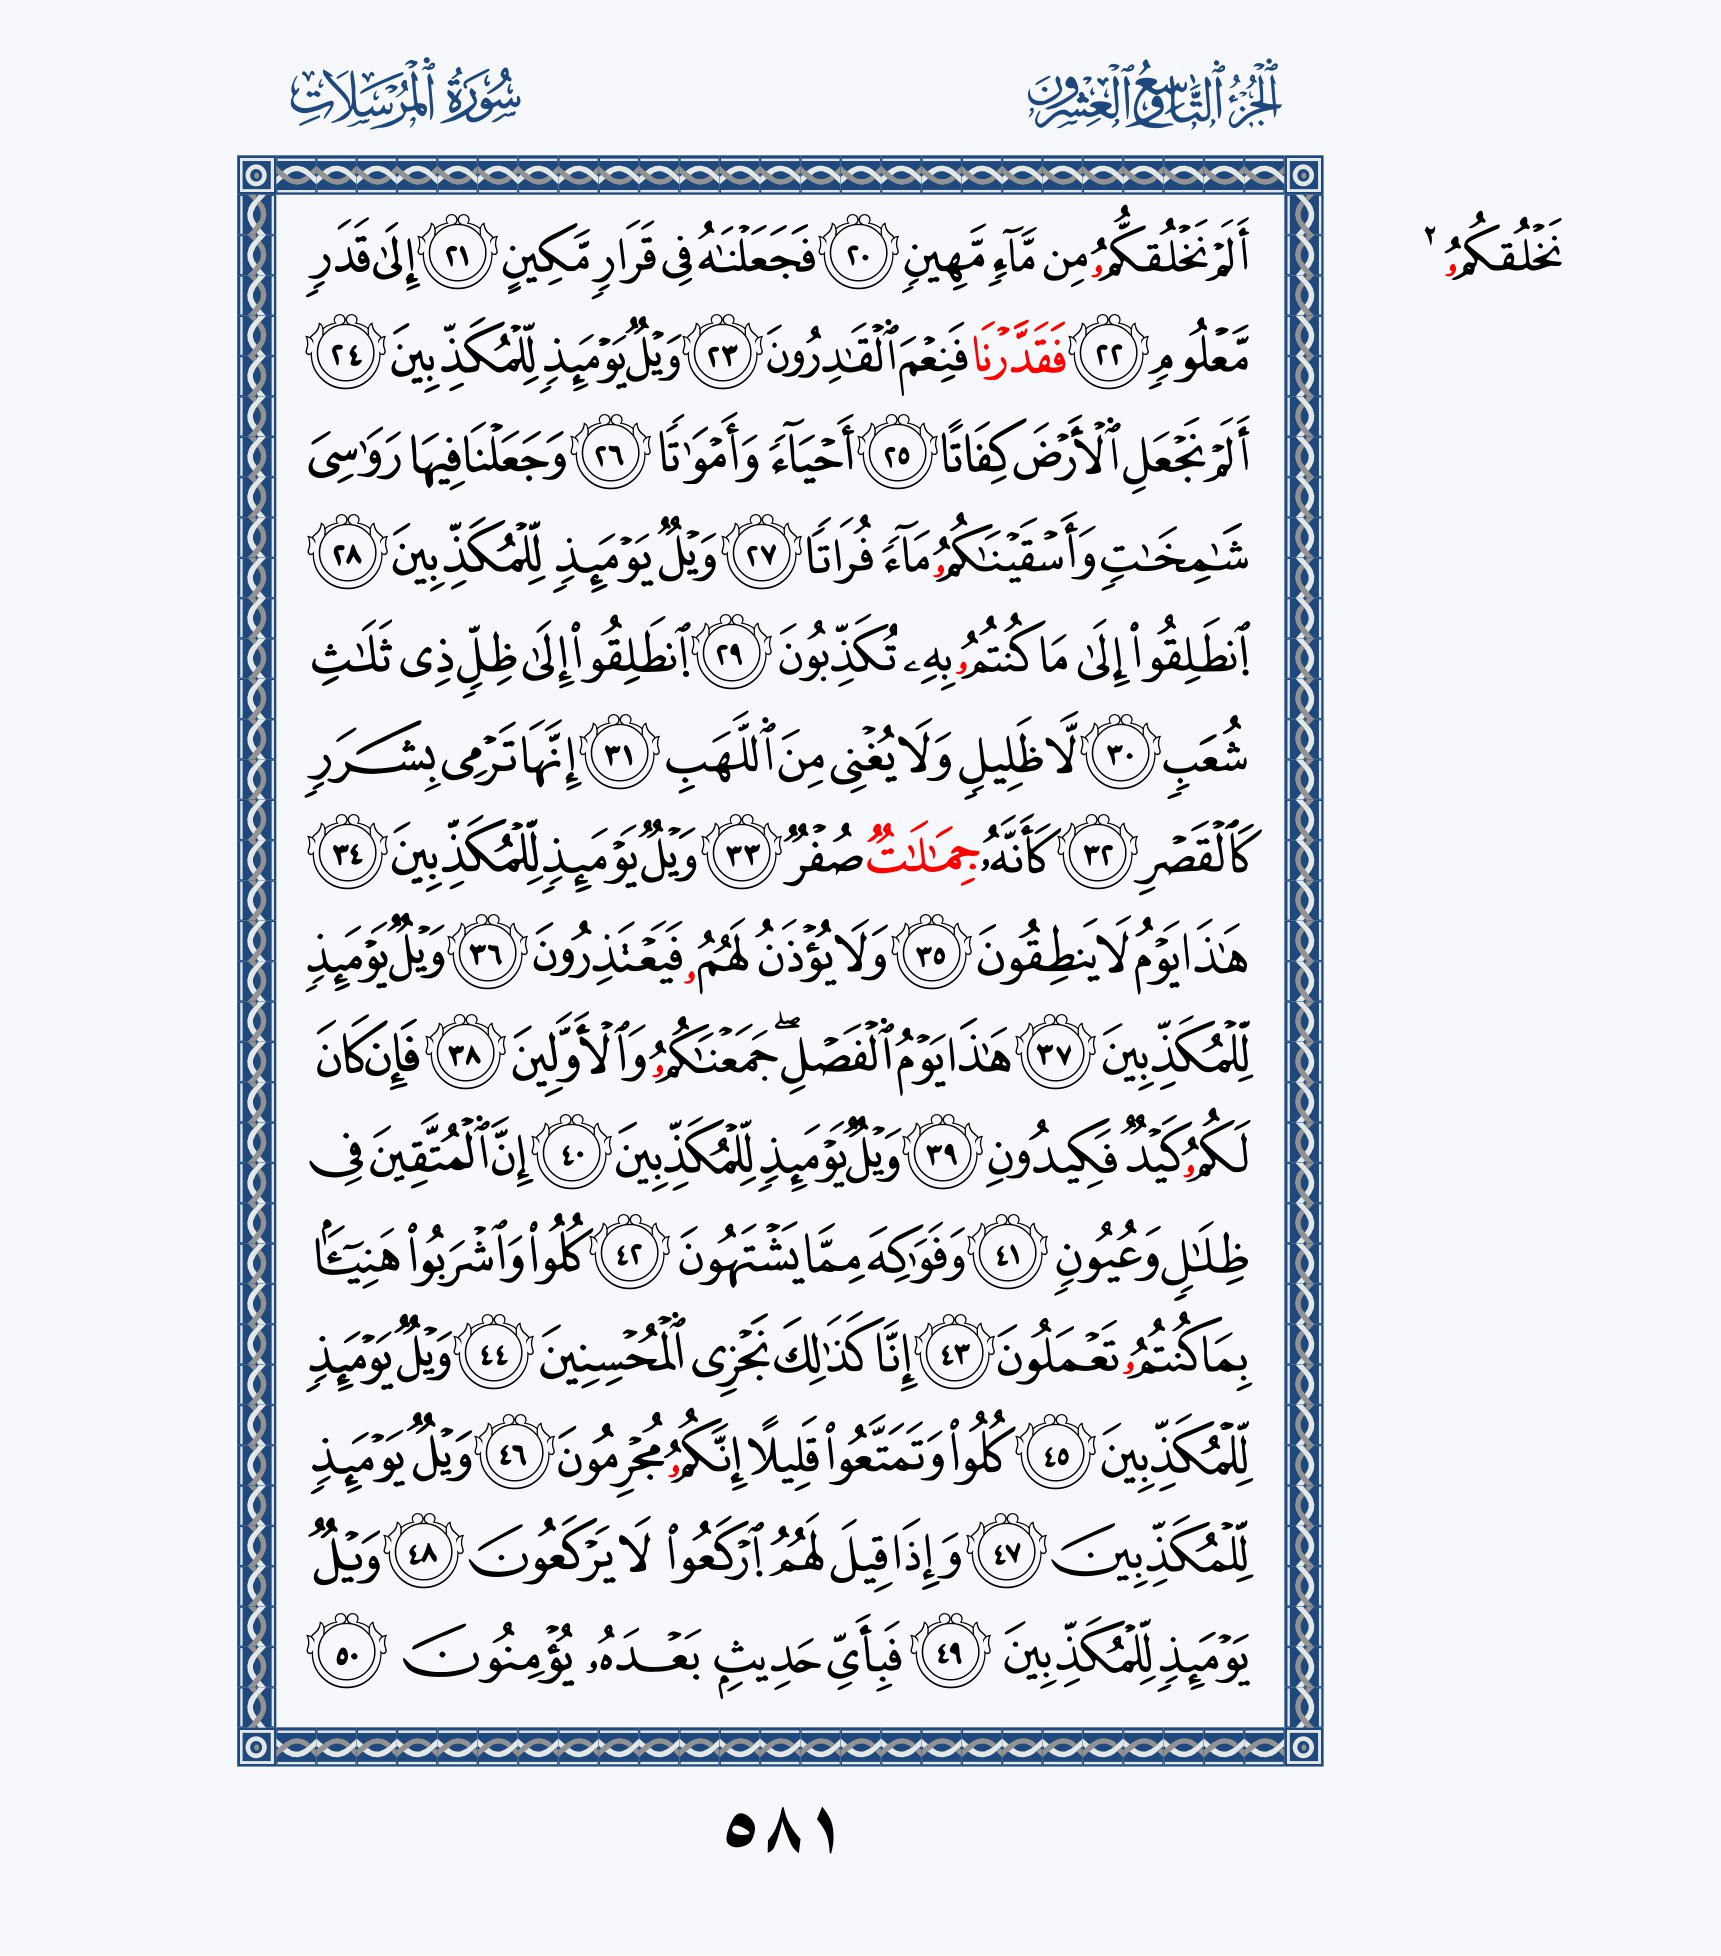 ٱلۡجُزۡءُ ٱلتَّاسِعُ وَٱلۡعِشۡرُونَ
سُورَةُ ٱلۡمُرۡسَلَاتِ
أَلَمۡ نَخۡلُقكُّمُۥ مِن مَّآءٖ مَّهِينٖ ٢٠ فَجَعَلۡنَٰهُ فِي قَرَارٖ مَّكِينٍ ٢١ إِلَىٰ قَدَرٖ
نَخۡلُقكُمُۥ ٢
مَّعۡلُومٖ ٢٢ فَقَدَّرۡنَا فَنِعۡمَ ٱلۡقَٰدِرُونَ ٢٣ وَيۡلٞ يَوۡمَئِذٖ لِّلۡمُكَذِّبِينَ ٢٤
أَلَمۡ نَجۡعَلِ ٱلۡأَرۡضَ كِفَاتًا ٢٥ أَحۡيَآءٗ وَأَمۡوَٰتٗا ٢٦ وَجَعَلۡنَا فِيهَا رَوَٰسِيَ
شَٰمِخَٰتٖ وَأَسۡقَيۡنَٰكُمُۥ مَآءٗ فُرَاتٗا ٢٧ وَيۡلٞ يَوۡمَئِذٖ لِّلۡمُكَذِّبِينَ ٢٨
ٱنطَلِقُوٓاْ إِلَىٰ مَا كُنتُمُۥ بِهِۦ تُكَذِّبُونَ ٢٩ ٱنطَلِقُوٓاْ إِلَىٰ ظِلّٖ ذِي ثَلَٰثِ
شُعَبٖ ٣٠ لَّا ظَلِيلٖ وَلَا يُغۡنِي مِنَ ٱللَّهَبِ ٣١ إِنَّهَا تَرۡمِي بِشَرَرٖ
كَٱلۡقَصۡرِ ٣٢ كَأَنَّهُۥ جِمَٰلَٰتٞ صُفۡرٞ ٣٣ وَيۡلٞ يَوۡمَئِذٖ لِّلۡمُكَذِّبِينَ ٣٤
هَٰذَا يَوۡمُ لَا يَنطِقُونَ ٣٥ وَلَا يُؤۡذَنُ لَهُمُۥ فَيَعۡتَذِرُونَ ٣٦ وَيۡلٞ يَوۡمَئِذٖ
لِّلۡمُكَذِّبِينَ ٣٧ هَٰذَا يَوۡمُ ٱلۡفَصۡلِۖ جَمَعۡنَٰكُمُۥ وَٱلۡأَوَّلِينَ ٣٨ فَإِن كَانَ
لَكُمُۥ كَيۡدٞ فَكِيدُونِ ٣٩ وَيۡلٞ يَوۡمَئِذٖ لِّلۡمُكَذِّبِينَ ٤٠ إِنَّ ٱلۡمُتَّقِينَ فِي
ظِلَٰلٖ وَعُيُونٖ ٤١ وَفَوَٰكِهَ مِمَّا يَشۡتَهُونَ ٤٢ كُلُواْ وَٱشۡرَبُواْ هَنِيٓـَٔۢا
بِمَا كُنتُمُۥ تَعۡمَلُونَ ٤٣ إِنَّا كَذَٰلِكَ نَجۡزِي ٱلۡمُحۡسِنِينَ ٤٤ وَيۡلٞ يَوۡمَئِذٖ
لِّلۡمُكَذِّبِينَ ٤٥ كُلُواْ وَتَمَتَّعُواْ قَلِيلًا إِنَّكُمُۥ مُجۡرِمُونَ ٤٦ وَيۡلٞ يَوۡمَئِذٖ
لِّلۡمُكَذِّبِينَ ٤٧ وَإِذَا قِيلَ لَهُمُ ٱرۡكَعُواْ لَا يَرۡكَعُونَ ٤٨ وَيۡلٞ
يَوۡمَئِذٖ لِّلۡمُكَذِّبِينَ ٤٩ فَبِأَيِّ حَدِيثِۭ بَعۡدَهُۥ يُؤۡمِنُونَ ٥٠
٥٨١